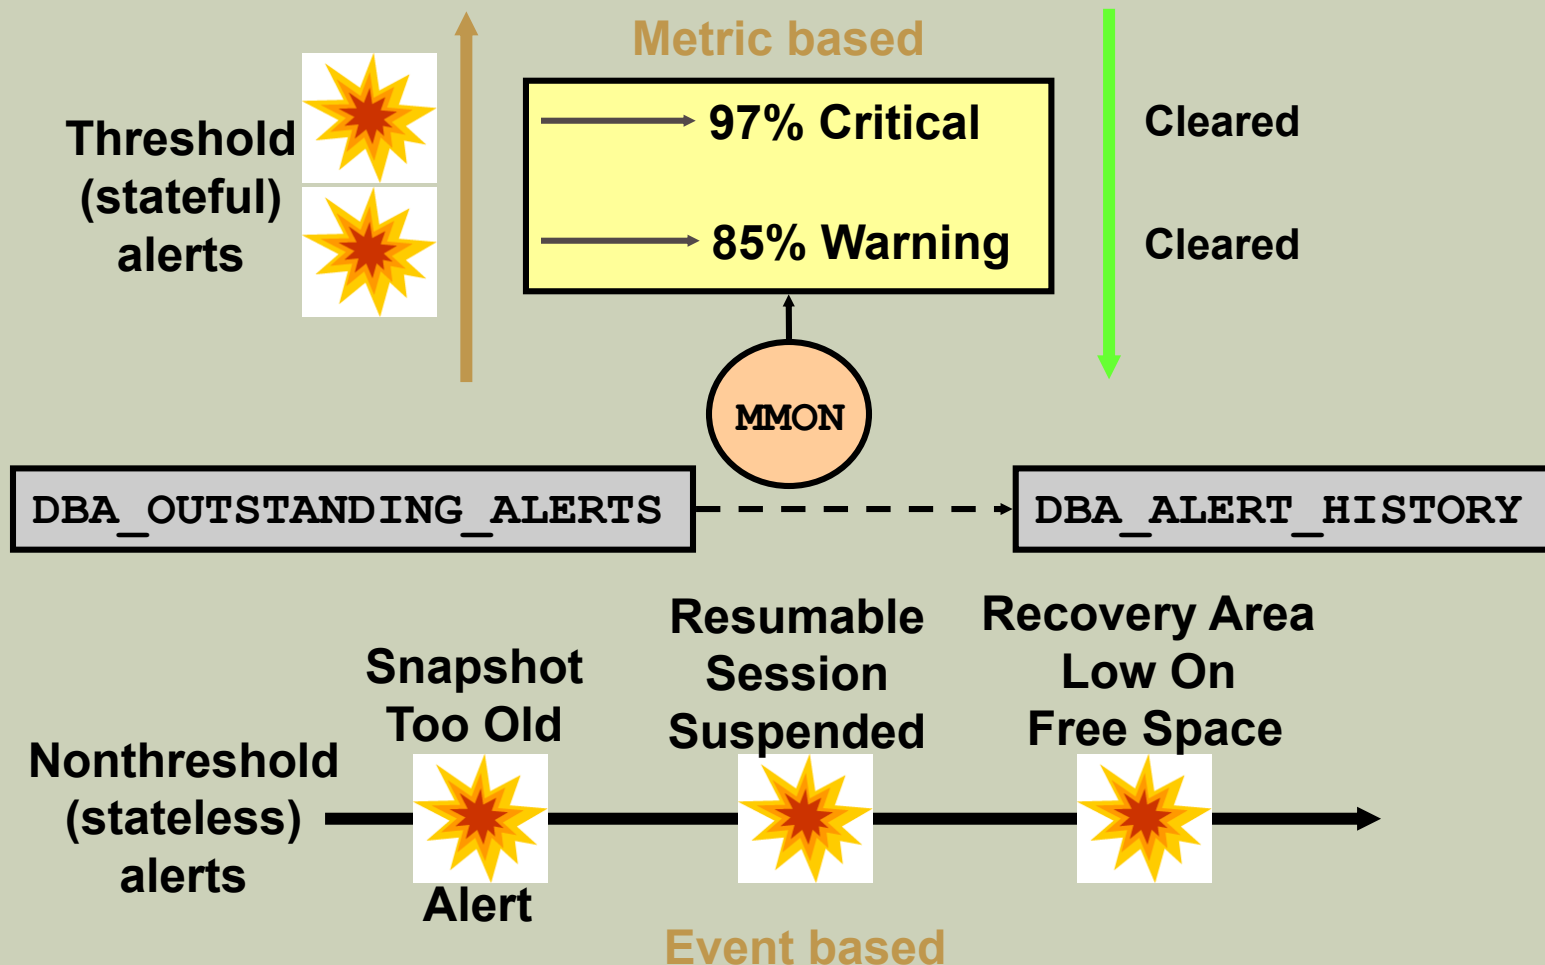 Metric based
Threshold
(stateful)
alerts
97% Critical
85% Warning
Cleared
Cleared
MMON
DBA_OUTSTANDING_ALERTS
DBA_ALERT_HISTORY
Nonthreshold
(stateless)
alerts
Snapshot
Too Old
Alert
Resumable
Session
Suspended
Recovery Area
Low On
Free Space
Event based